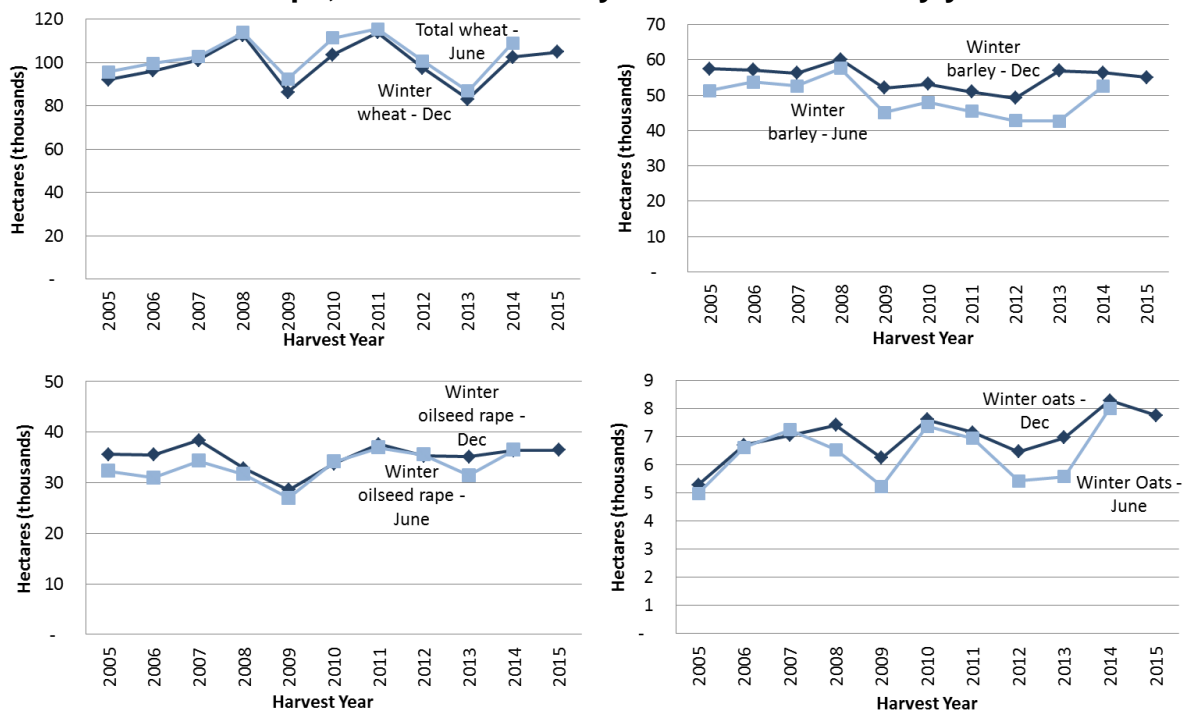 Hectares (thousands)
120
100
80
60
40
20
-
Total wheat -
June
Winter
wheat - Dec
2005
2006
2007
2008
2009
2010
2011
2012
2013
2014
2015
Harvest Year
Hectares (thousands)
70
60
50
40
30
20
10
-
Winter
barley - Dec
Winter
barley - June
2005
2006
2007
2008
2009
2010
2011
2012
2013
2014
2015
Harvest Year
Hectares (thousands)
50
40
30
20
10
-
Winter
oilseed rape -
Dec
Winter
oilseed rape -
June
2005
2006
2007
2008
2009
2010
2011
2012
2013
2014
2015
Harvest Year
Hectares (thousands)
9
8
7
6
5
4
3
2
1
-
Winter oats -
Dec
Winter Oats -
June
2005
2006
2007
2008
2009
2010
2011
2012
2013
2014
2015
Harvest Year